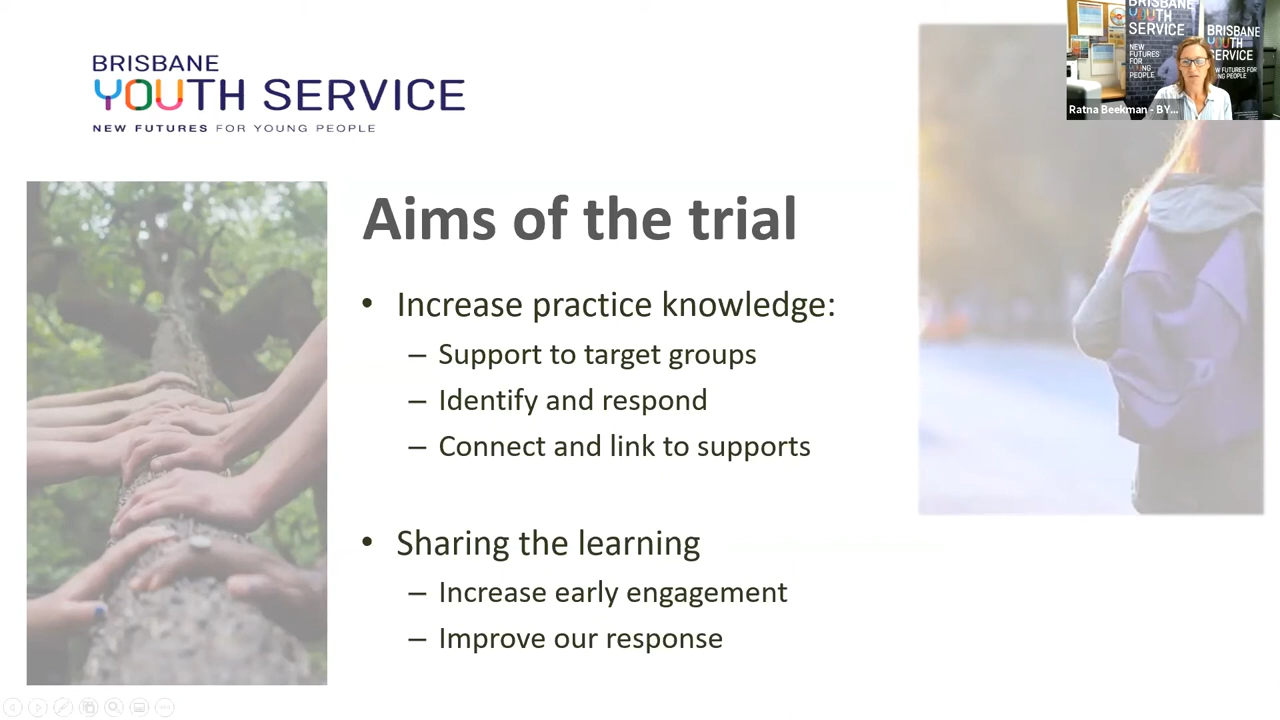 BRISBANE
YOUTH SERVICE
NEW FUTURES FOR YOUNG PEOPLE
BRISBANE
YOUTH
SERVICE
NEW
FUTURES
FOR
YOUNG
PEOPLE
BRISBANE
YOUTH
SERVICE
NEW FUTURES FOR
YOUNG PEOPLE
Ratna Beekman - BY...
Aims of the trial
• Increase practice knowledge:
– Support to target groups
– Identify and respond
– Connect and link to supports
• Sharing the learning
– Increase early engagement
– Improve our response